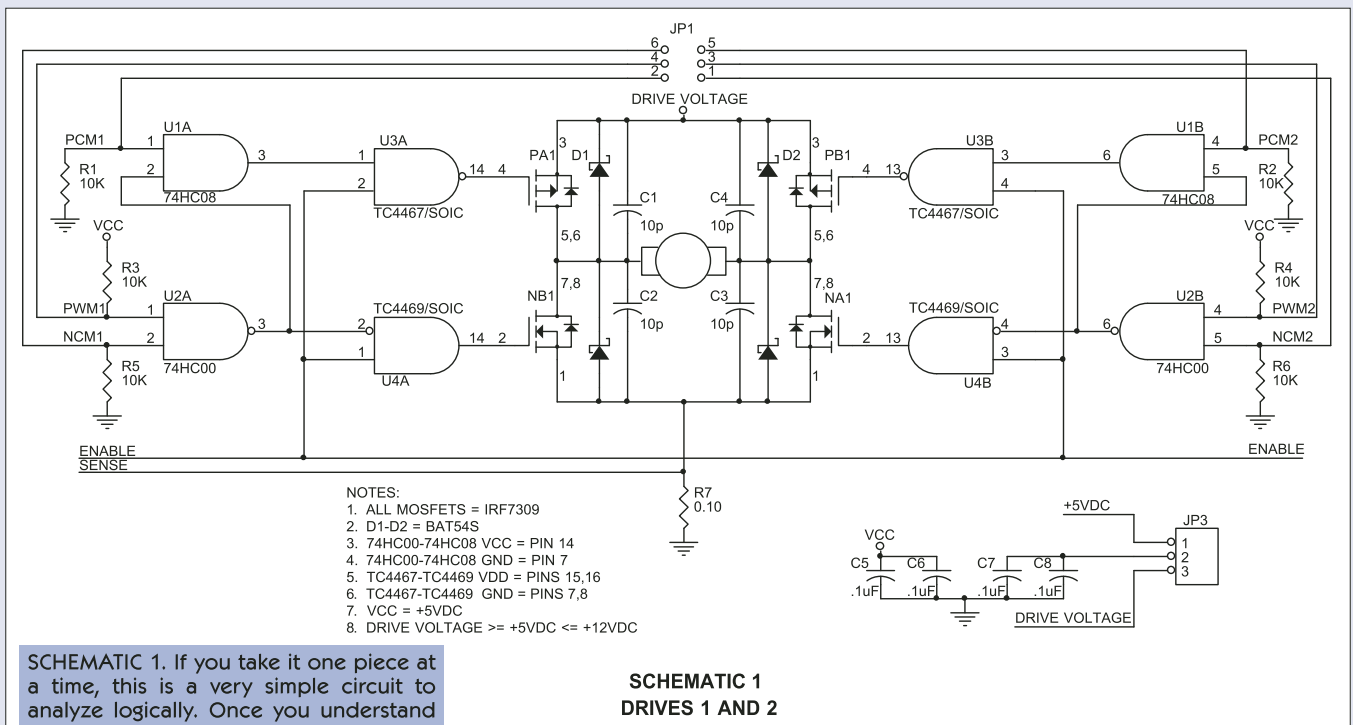 JP1
6 5
4 3
2 1
DRIVE VOLTAGE
PCM1 1 U1A 3
2
R1
10K
74HC08
U3A
1
2
14 4
TC4467/SOIC
PA1
3
D1
C1
10p
5,6
C4
10p
D2
3
PB1
5,6
4 13
U3B
3
4
TC4467/SOIC
U1B
6
4 PCM2
5
74HC08
R2
10K
VCC
R3
10K
PWM1 1
NCM1 2
U2A
3
74HC00
R5
10K
TC4469/SOIC
2
1
U4A
14 2
NB1
7,8
1
C2
10p
C3
10p
7,8
NA1
1
2 13
TC4469/SOIC
4
3
U4B
VCC
R4
10K
U2B
6
4 PWM2
5 NCM2
74HC00
R6
10K
ENABLE ENABLE
SENSE
R7
0.10
NOTES:
1. ALL MOSFETS = IRF7309
2. D1-D2 = BAT54S
3. 74HC00-74HC08 VCC = PIN 14
4. 74HC00-74HC08 GND = PIN 7
5. TC4467-TC4469 VDD = PINS 15,16
6. TC4467-TC4469 GND = PINS 7,8
7. VCC = +5VDC
8. DRIVE VOLTAGE >= +5VDC <= +12VDC
+5VDC
JP3
1
2
3
VCC
C5 C6 C7 C8
.1uF .1uF .1uF .1uF
DRIVE VOLTAGE
SCHEMATIC 1. If you take it one piece at
a time, this is a very simple circuit to
analyze logically. Once you understand
SCHEMATIC 1
DRIVES 1 AND 2